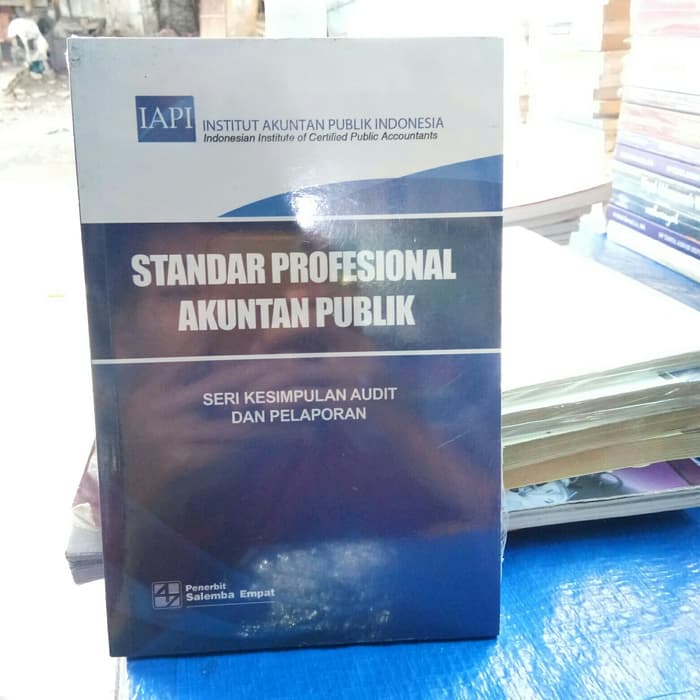 IAPI
INSTITUT AKUNTAN PUBLIK INDONESIA
Indonesian Institute of Certified Public Accountants
STANDAR PROFESIONAL
AKUNTAN PUBLIK
SERI KESIMPULAN AUDIT
DAN PELAPORAN
Penerbit
Salemba Empat